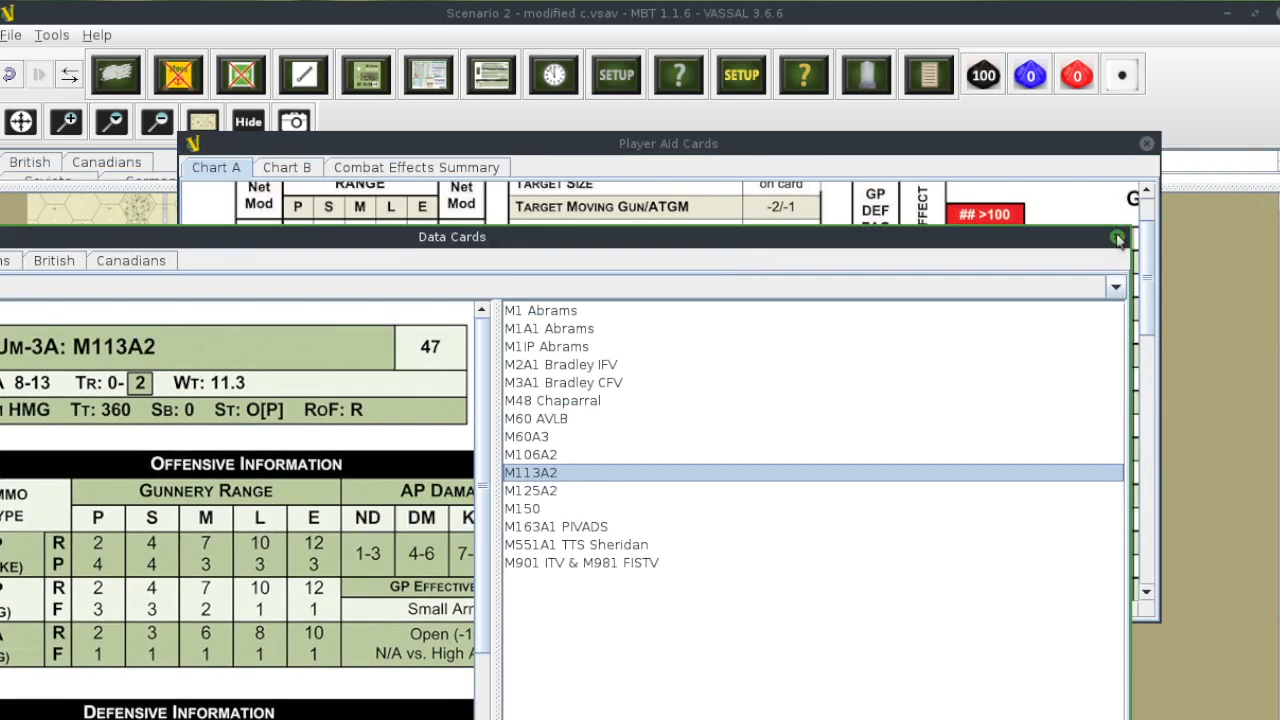 Scenario 2 - modified c.vsav - MBT 1.1.6 - VASSAL 3.6.6
File Tools
SETUP ? SETUP ? 100 0 0
Hide
British Canadians
Player Aid Cards
Chart A Chart B Combat Effects Summary
Net Mod RANGE Net Mod
P S M L E
TARGET SIZE on card
TARGET MOVING GUN/ATGM -2/-1
GP DEF
## >100
Data Cards
British Canadians
M-3A: M113A2 47
8-13 TR: 0- 2 WT: 11.3
HMG TT: 360 SB: 0 ST: O[P] ROF: R
OFFENSIVE INFORMATION
GUNNERY RANGE
P S M L E ND DM K
R 2 4 7 10 12
P 4 4 3 3 3
1-3 4-6 7-
R 2 4 7 10 12
F 3 3 2 1 1
GP EFFECTIVE
Small Arm
R 2 3 6 8 10
F 1 1 1 1 1
Open (-1
N/A vs. High A
DEFENSIVE INFORMATION
M1 Abrams
M1A1 Abrams
M1IP Abrams
M2A1 Bradley IFV
M3A1 Bradley CFV
M48 Chaparral
M60 AVLB
M60A3
M106A2
M113A2
M125A2
M150
M163A1 PIVADS
M551A1 TTS Sheridan
M901 ITV & M981 FISTV